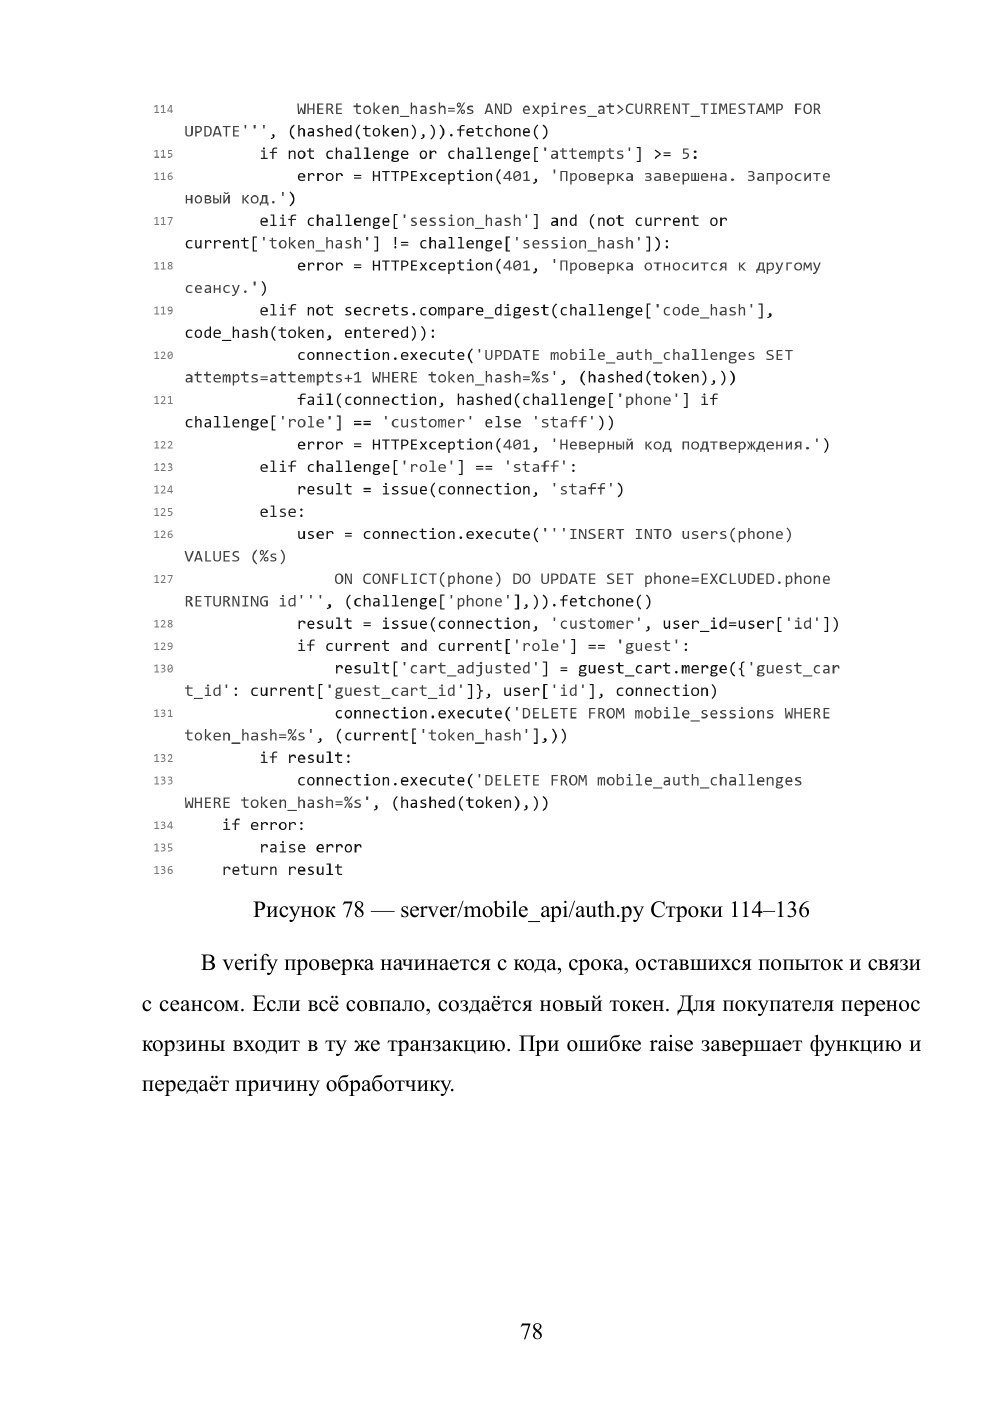 114 WHERE token_hash=%s AND expires_at>CURRENT_TIMESTAMP FOR
UPDATE''', (hashed(token),)).fetchone()
115 if not challenge or challenge['attempts'] >= 5:
116 error = HTTPException(401, 'Проверка завершена. Запросите
новый код.')
117 elif challenge['session_hash'] and (not current or
current['token_hash'] != challenge['session_hash']):
118 error = HTTPException(401, 'Проверка относится к другому
сеансу.')
119 elif not secrets.compare_digest(challenge['code_hash'],
code_hash(token, entered)):
120 connection.execute('UPDATE mobile_auth_challenges SET
attempts=attempts+1 WHERE token_hash=%s', (hashed(token),))
121 fail(connection, hashed(challenge['phone'] if
challenge['role'] == 'customer' else 'staff'))
122 error = HTTPException(401, 'Неверный код подтверждения.')
123 elif challenge['role'] == 'staff':
124 result = issue(connection, 'staff')
125 else:
126 user = connection.execute('''INSERT INTO users(phone)
VALUES (%s)
127 ON CONFLICT(phone) DO UPDATE SET phone=EXCLUDED.phone
RETURNING id''', (challenge['phone'],)).fetchone()
128 result = issue(connection, 'customer', user_id=user['id'])
129 if current and current['role'] == 'guest':
130 result['cart_adjusted'] = guest_cart.merge({'guest_car
t_id': current['guest_cart_id']}, user['id'], connection)
131 connection.execute('DELETE FROM mobile_sessions WHERE
token_hash=%s', (current['token_hash'],))
132 if result:
133 connection.execute('DELETE FROM mobile_auth_challenges
WHERE token_hash=%s', (hashed(token),))
134 if error:
135 raise error
136 return result
Рисунок 78 — server/mobile_api/auth.py Строки 114–136
В verify проверка начинается с кода, срока, оставшихся попыток и связи
с сеансом. Если всё совпало, создаётся новый токен. Для покупателя перенос
корзины входит в ту же транзакцию. При ошибке raise завершает функцию и
передаёт причину обработчику.
78